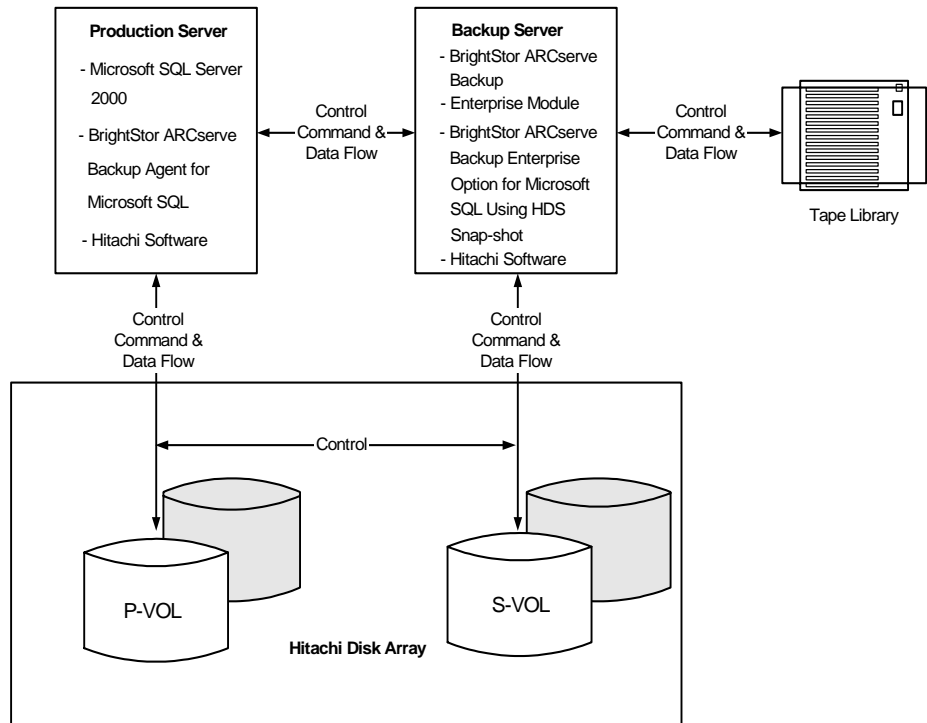 Production Server
- Microsoft SQL Server
2000
- BrightStor ARCserve
Backup Agent for
Microsoft SQL
- Hitachi Software
Control
Command &
Data Flow
Backup Server
- BrightStor ARCserve
Backup
- Enterprise Module
- BrightStor ARCserve
Backup Enterprise
Option for Microsoft
SQL Using HDS
Snap-shot
- Hitachi Software
Control
Command &
Data Flow
Tape Library
Control
Command &
Data Flow
Control
Command &
Data Flow
Control
P-VOL
S-VOL
Hitachi Disk Array